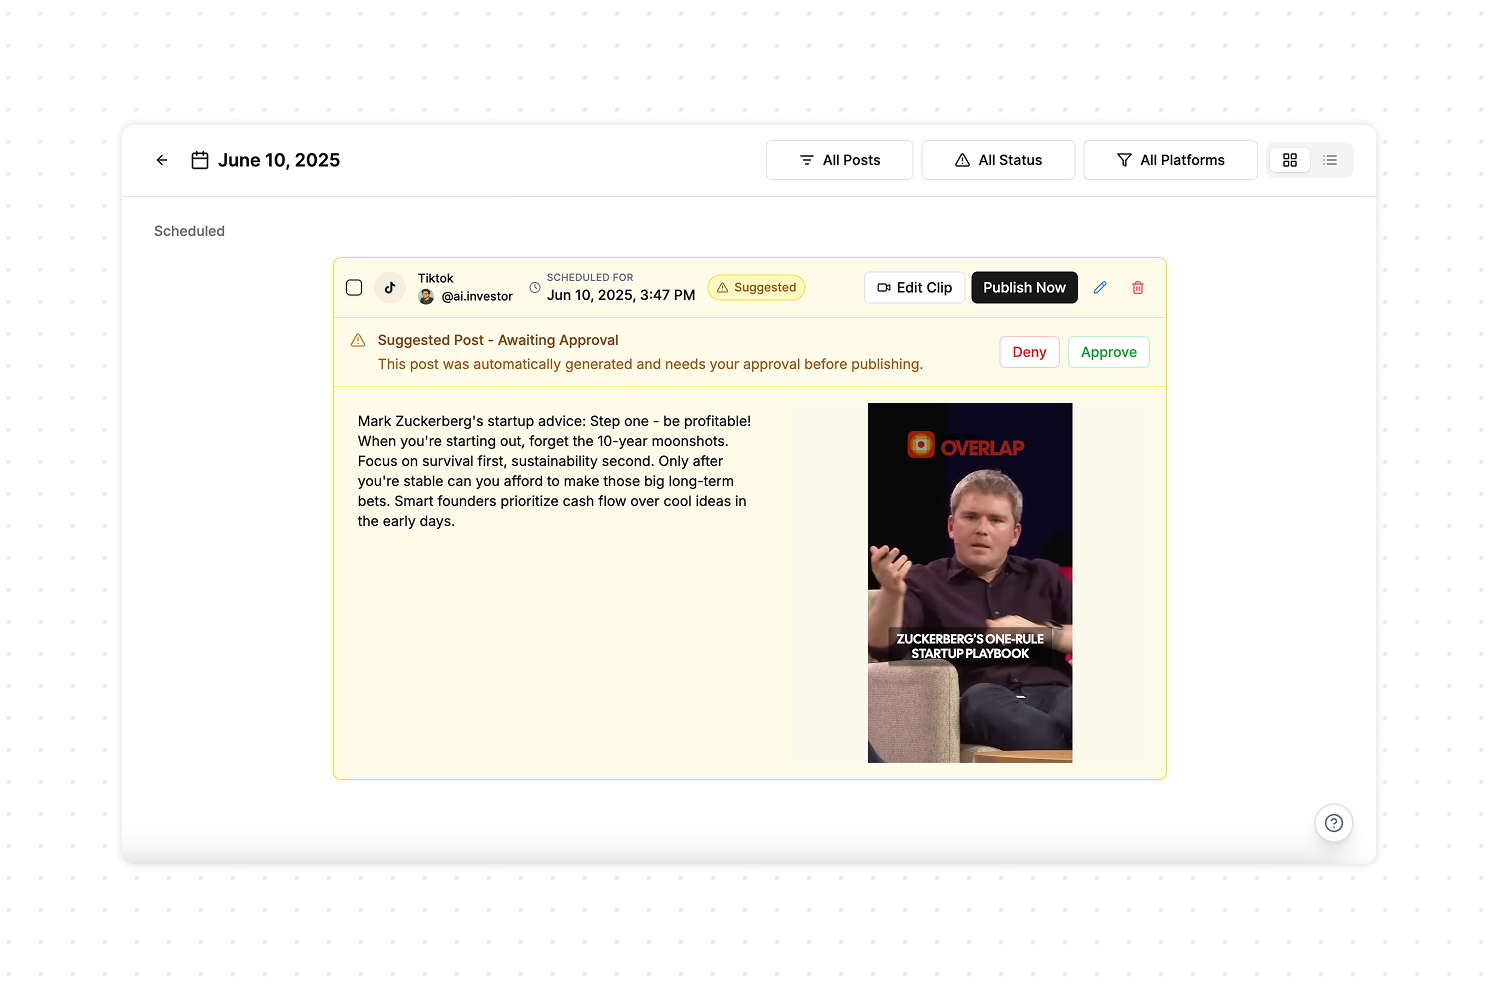 June 10, 2025
All Posts
All Status
All Platforms
Scheduled
Tiktok
@ai.investor
SCHEDULED FOR
Jun 10, 2025, 3:47 PM
Suggested
Edit Clip
Publish Now
Suggested Post - Awaiting Approval
This post was automatically generated and needs your approval before publishing.
Deny
Approve
Mark Zuckerberg's startup advice: Step one - be profitable!
When you're starting out, forget the 10-year moonshots.
Focus on survival first, sustainability second. Only after
you're stable can you afford to make those big long-term
bets. Smart founders prioritize cash flow over cool ideas in
the early days.
OVERLAP
ZUCKERBERG'S ONE-RULE
STARTUP PLAYBOOK